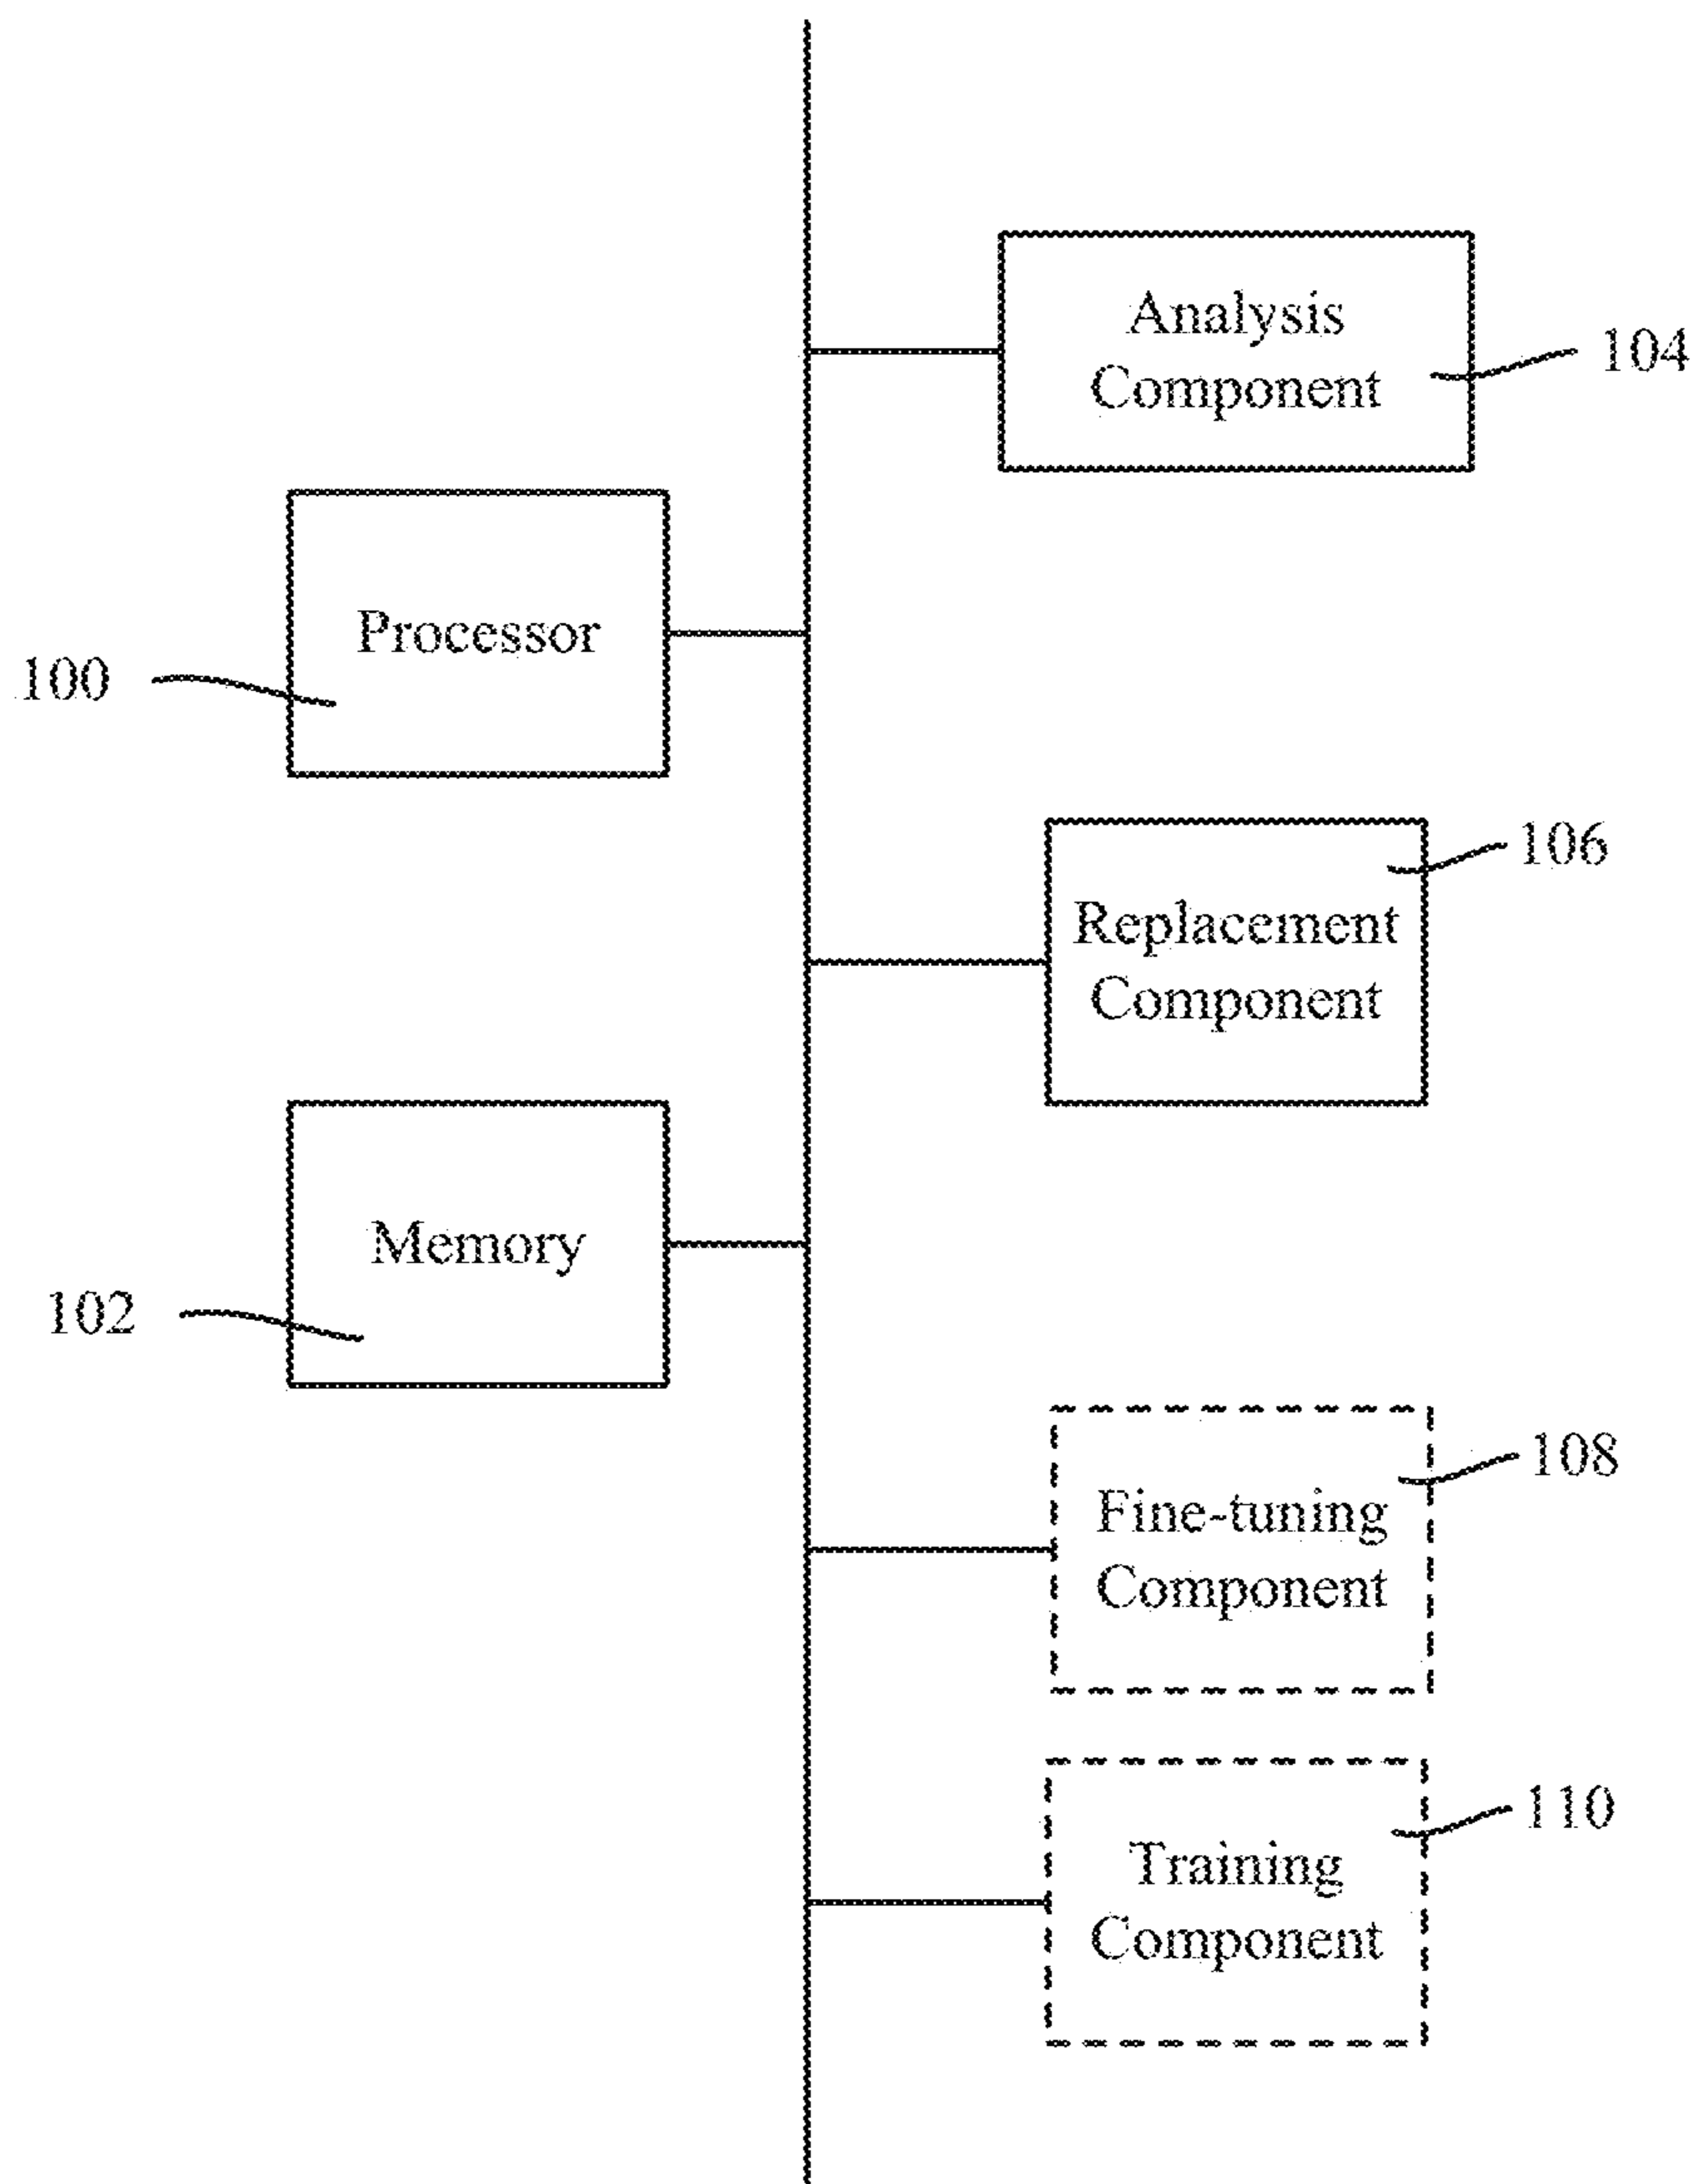 Analysis
Component
104
Processor
100
106
Replacement
Component
Memory
102
108
Fine-tuning
Component
110
Training
Component